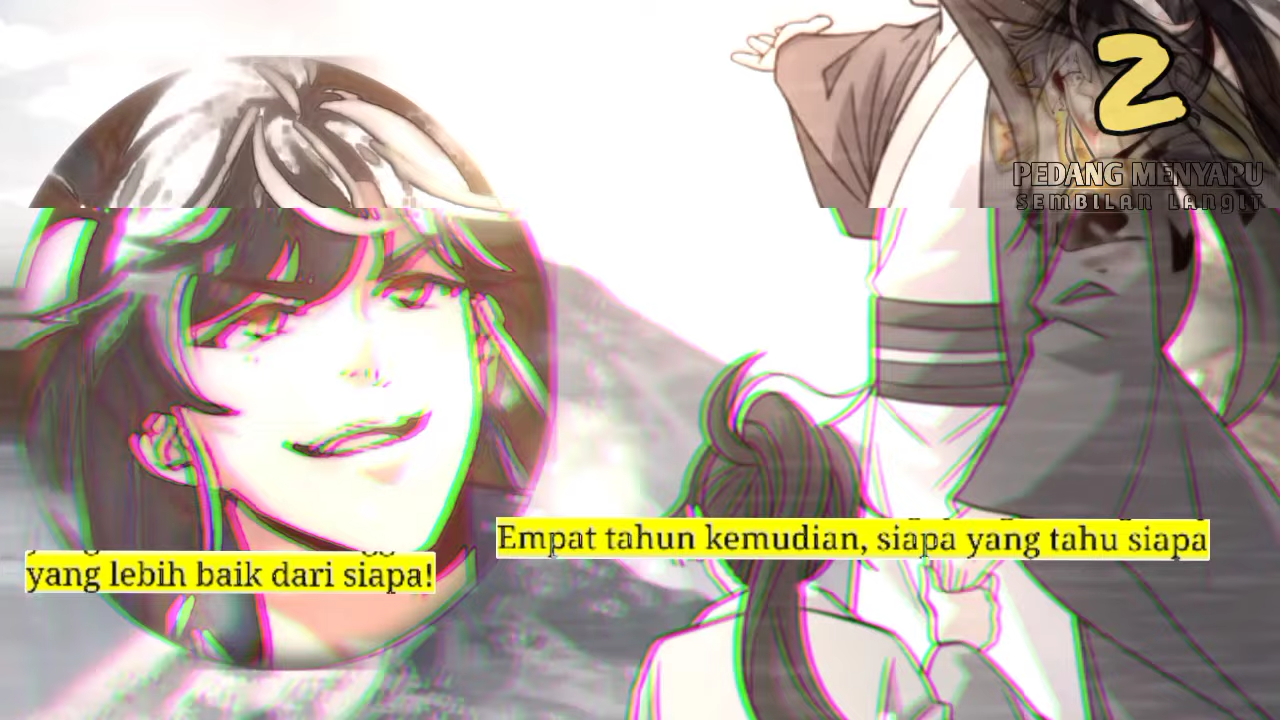 2
PEDANG MENYAPU
SEMBILAN LANGIT
Empat tahun kemudian, siapa yang tahu siapa
yang lebih baik dari siapa!